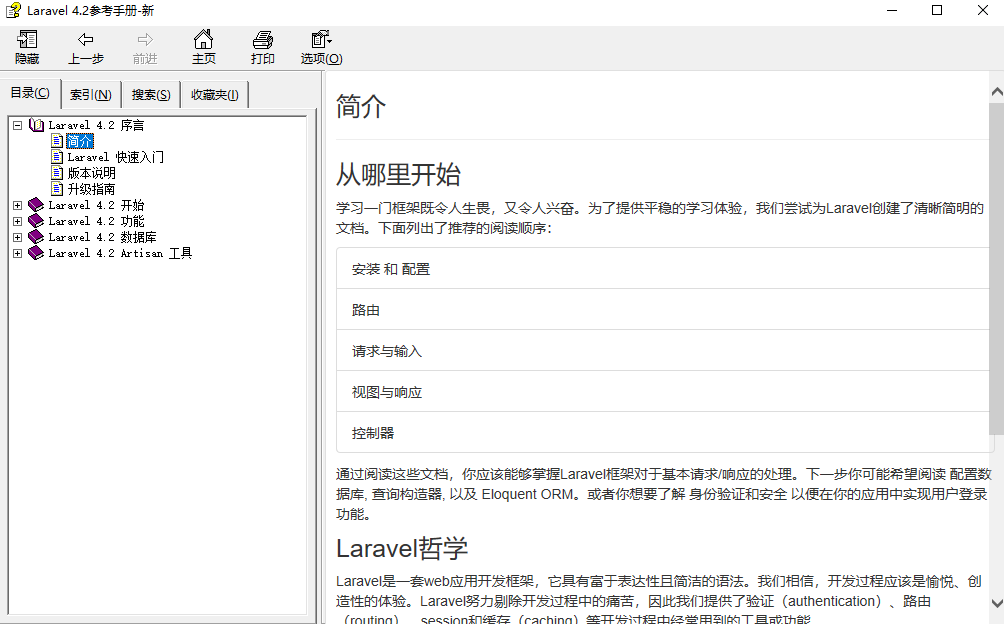 Laravel 4.2参考手册-新
隐藏 上一步 前进 主页 打印 选项(O)
目录(C) 索引(N) 搜索(S) 收藏夹(I)
Laravel 4.2 序言
简介
Laravel 快速入门
版本说明
升级指南
Laravel 4.2 开始
Laravel 4.2 功能
Laravel 4.2 数据库
Laravel 4.2 Artisan 工具
简介
从哪里开始
学习一门框架既令人生畏，又令人兴奋。为了提供平稳的学习体验，我们尝试为Laravel创建了清晰简明的
文档。下面列出了推荐的阅读顺序：
安装 和 配置
路由
请求与输入
视图与响应
控制器
通过阅读这些文档，你应该能够掌握Laravel框架对于基本请求/响应的处理。下一步你可能希望阅读 配置数
据库, 查询构造器, 以及 Eloquent ORM。或者你想要了解 身份验证和安全 以便在你的应用中实现用户登录
功能。
Laravel哲学
Laravel是一套web应用开发框架，它具有富于表达性且简洁的语法。我们相信，开发过程应该是愉悦、创
造性的体验。Laravel努力剔除开发过程中的痛苦，因此我们提供了验证（authentication）、路由
（routing）、session和缓存（caching）等开发过程中经常用到的工具或功能